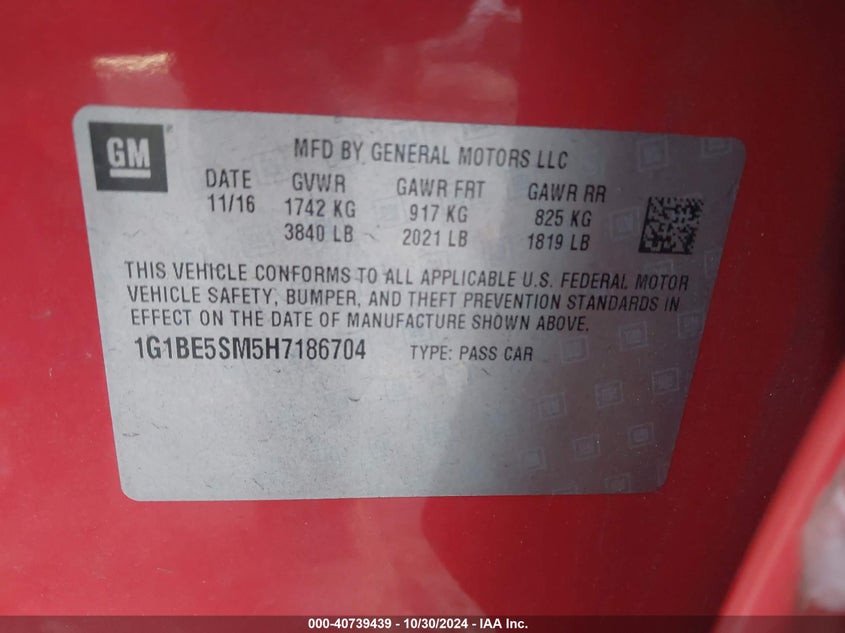 GM ®
MFD BY GENERAL MOTORS LLC
DATE GVWR GAWR FRT GAWR RR
11/16 1742 KG 917 KG 825 KG
3840 LB 2021 LB 1819 LB
THIS VEHICLE CONFORMS TO ALL APPLICABLE U.S. FEDERAL MOTOR
VEHICLE SAFETY, BUMPER, AND THEFT PREVENTION STANDARDS IN
EFFECT ON THE DATE OF MANUFACTURE SHOWN ABOVE.
1G1BE5SM5H7186704 TYPE: PASS CAR
000-40739439 - 10/30/2024 - IAA Inc.